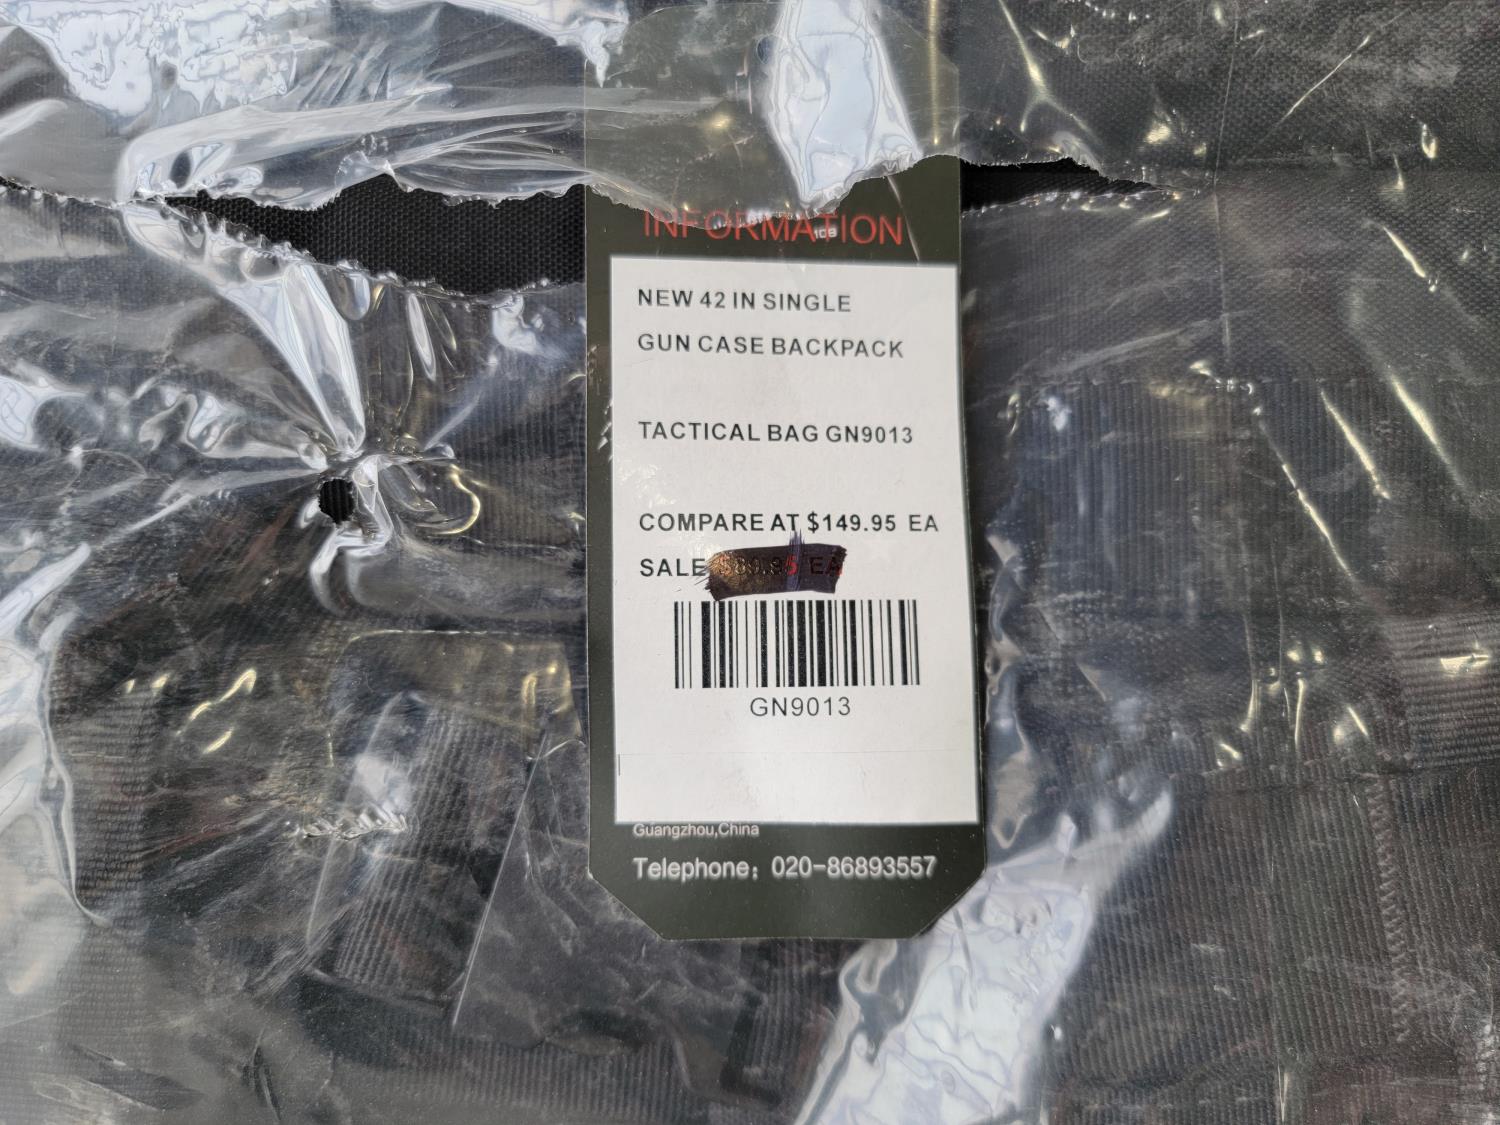 INFORMATION
NEW 42 IN SINGLE
GUN CASE BACKPACK
TACTICAL BAG GN9013
COMPARE AT $149.95 EA
SALE EA
GN9013
Guangzhou,China
Telephone: 020-86893557